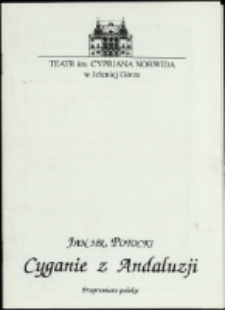 TEATR im. CYPRIANA NORWIDA
w Jeleniej Górze
JAN HR. POTOCKI
Cyganie z Andaluzji
Prapremiera polska